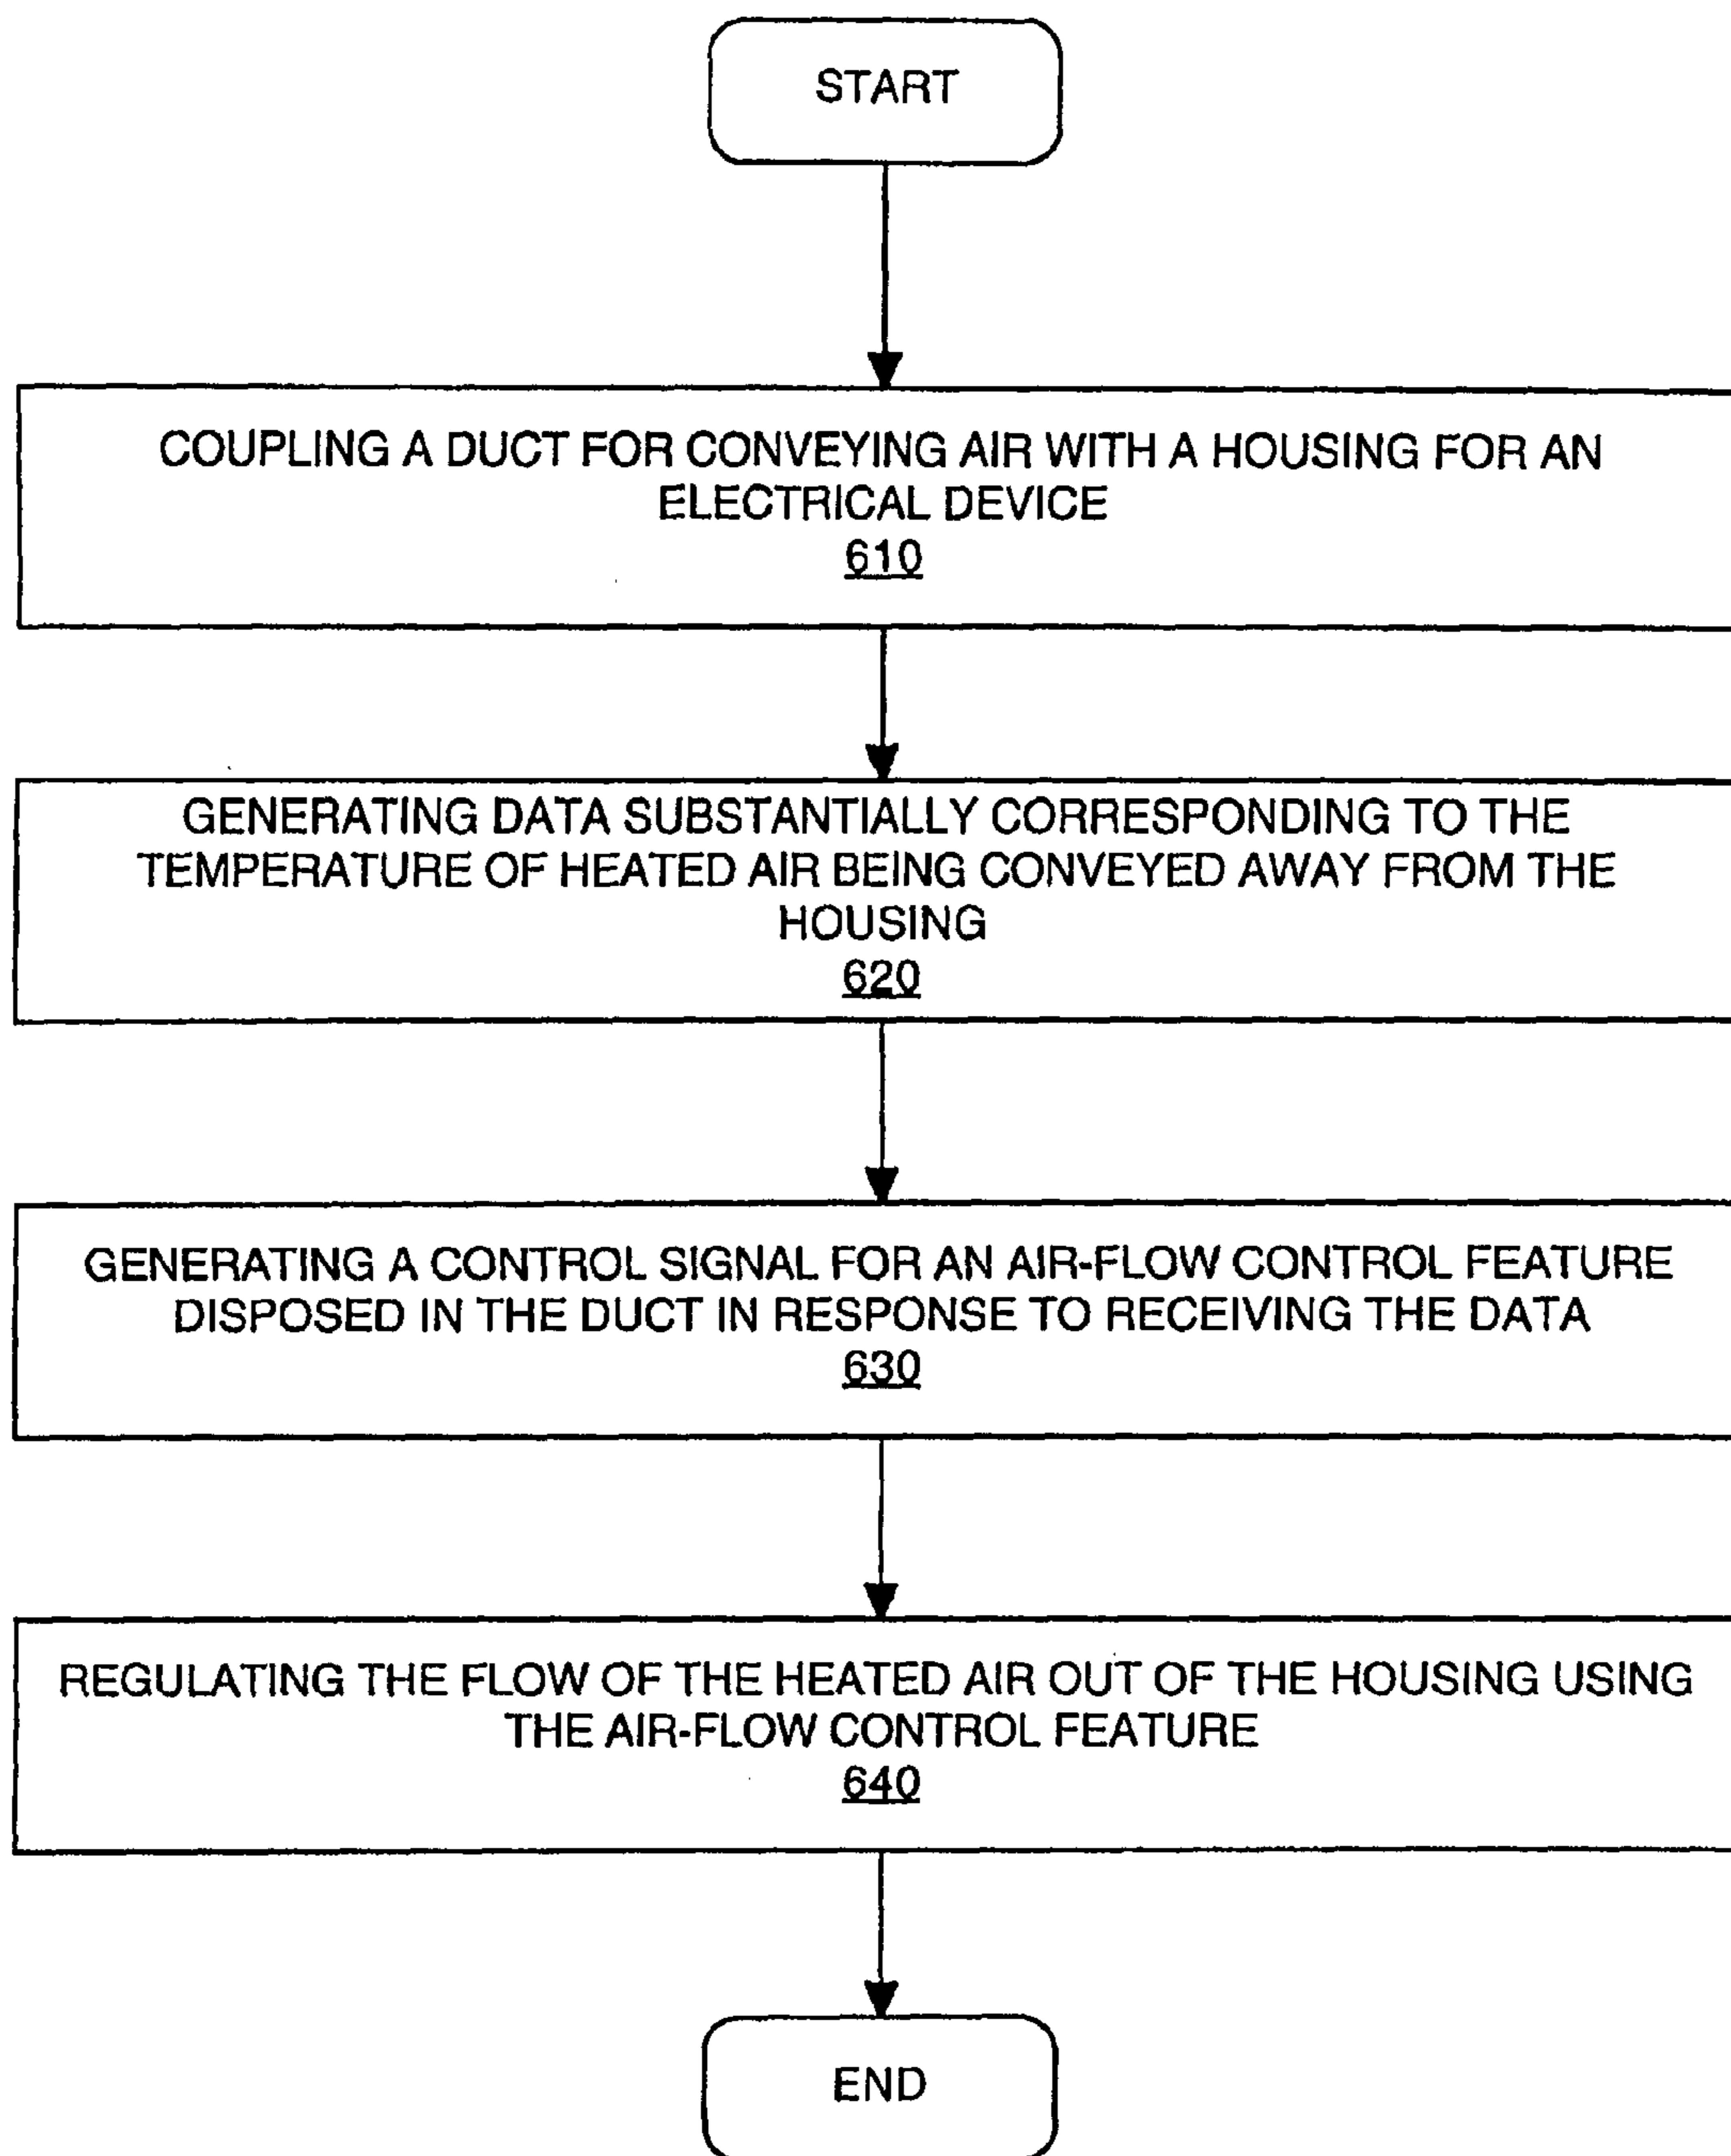 START
COUPLING A DUCT FOR CONVEYING AIR WITH A HOUSING FOR AN
ELECTRICAL DEVICE
610
GENERATING DATA SUBSTANTIALLY CORRESPONDING TO THE
TEMPERATURE OF HEATED AIR BEING CONVEYED AWAY FROM THE
HOUSING
620
GENERATING A CONTROL SIGNAL FOR AN AIR-FLOW CONTROL FEATURE
DISPOSED IN THE DUCT IN RESPONSE TO RECEIVING THE DATA
630
REGULATING THE FLOW OF THE HEATED AIR OUT OF THE HOUSING USING
THE AIR-FLOW CONTROL FEATURE
640
END